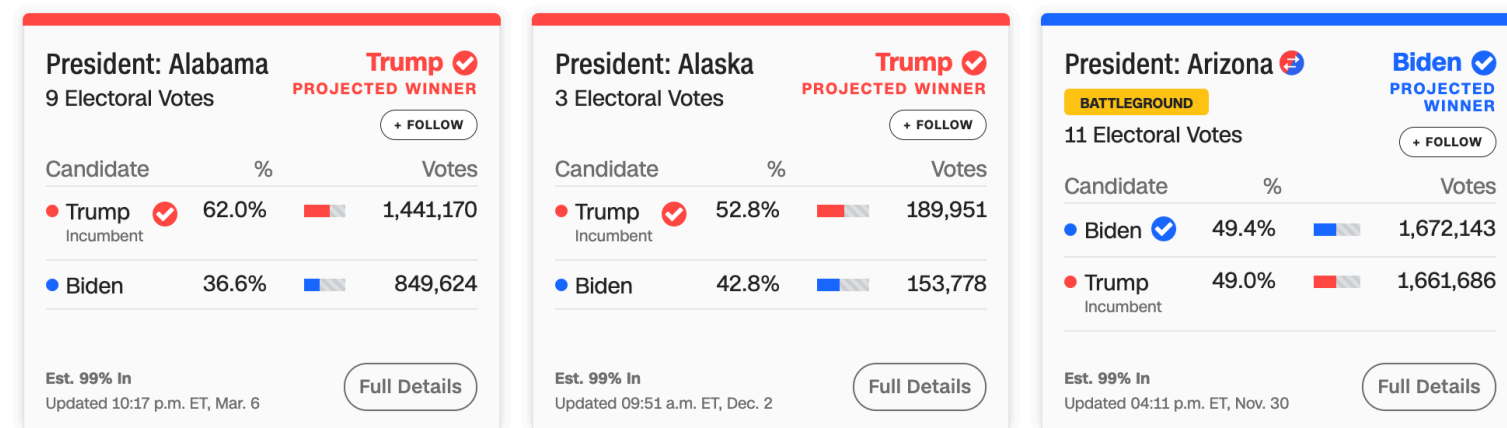 President: Alabama
Trump
9 Electoral Votes
PROJECTED WINNER
+ FOLLOW
Candidate % Votes
Trump 62.0% 1,441,170
Incumbent
Biden 36.6% 849,624
Est. 99% In
Updated 10:17 p.m. ET, Mar. 6
Full Details
President: Alaska
Trump
3 Electoral Votes
PROJECTED WINNER
+ FOLLOW
Candidate % Votes
Trump 52.8% 189,951
Incumbent
Biden 42.8% 153,778
Est. 99% In
Updated 09:51 a.m. ET, Dec. 2
Full Details
President: Arizona
Biden
PROJECTED
WINNER
BATTLEGROUND
11 Electoral Votes
+ FOLLOW
Candidate % Votes
Biden 49.4% 1,672,143
Trump 49.0% 1,661,686
Incumbent
Est. 99% In
Updated 04:11 p.m. ET, Nov. 30
Full Details